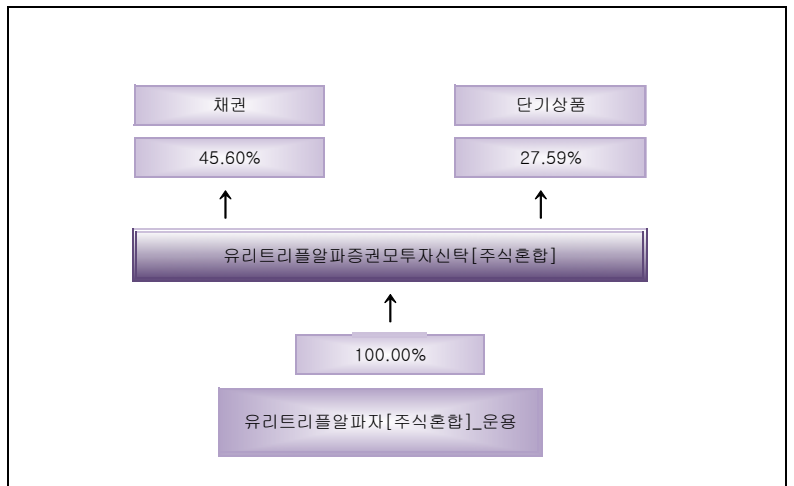 채권
단기상품
45.60%
27.59%
↑
↑
유리트리플알파증권모투자신탁[주식혼합]
↑
100.00%
유리트리플알파자[주식혼합]_운용